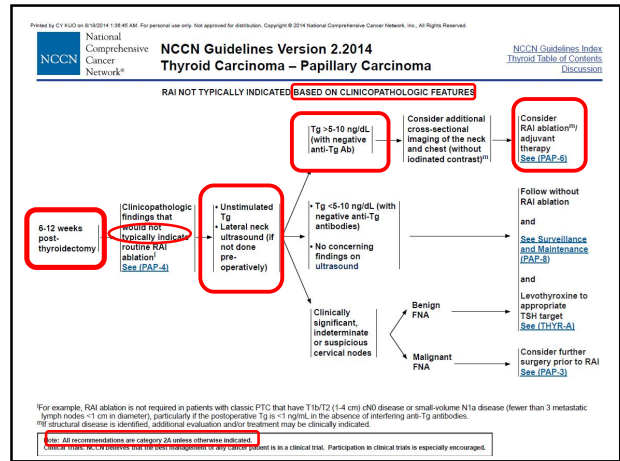 Printed by CY KUO on 9/18/2014 1:36:45 AM. For personal use only. Not approved for distribution. Copyright © 2014 National Comprehensive Cancer Network, Inc., All Rights Reserved.
NCCN
National
Comprehensive
Cancer
Network®
NCCN Guidelines Version 2.2014
Thyroid Carcinoma – Papillary Carcinoma
NCCN Guidelines Index
Thyroid Table of Contents
Discussion
RAI NOT TYPICALLY INDICATED BASED ON CLINICOPATHOLOGIC FEATURES
6-12 weeks
post-
thyroidectomy
Clinicopathologic
findings that
would not
typically indicate
routine RAI
ablation l
See (PAP-4)
• Unstimulated
Tg
• Lateral neck
ultrasound (if
not done
pre-
operatively)
Tg >5-10 ng/dL
(with negative
anti-Tg Ab)
Consider additional
cross-sectional
imaging of the neck
and chest (without
iodinated contrast)m
Consider
RAI ablationm/
adjuvant
therapy
See (PAP-6)
• Tg <5-10 ng/dL (with
negative anti-Tg
antibodies)
• No concerning
findings on
ultrasound
Follow without
RAI ablation
and
See Surveillance
and Maintenance
(PAP-8)
and
Levothyroxine to
appropriate
TSH target
See (THYR-A)
Clinically
significant,
indeterminate
or suspicious
cervical nodes
Benign
FNA
Malignant
FNA
Consider further
surgery prior to RAI
See (PAP-3)
lFor example, RAI ablation is not required in patients with classic PTC that have T1b/T2 (1-4 cm) cN0 disease or small-volume N1a disease (fewer than 3 metastatic
lymph nodes <1 cm in diameter), particularly if the postoperative Tg is <1 ng/mL in the absence of interfering anti-Tg antibodies.
mIf structural disease is identified, additional evaluation and/or treatment may be clinically indicated.
Note: All recommendations are category 2A unless otherwise indicated.
Clinical Trials: NCCN believes that the best management of any cancer patient is in a clinical trial. Participation in clinical trials is especially encouraged.